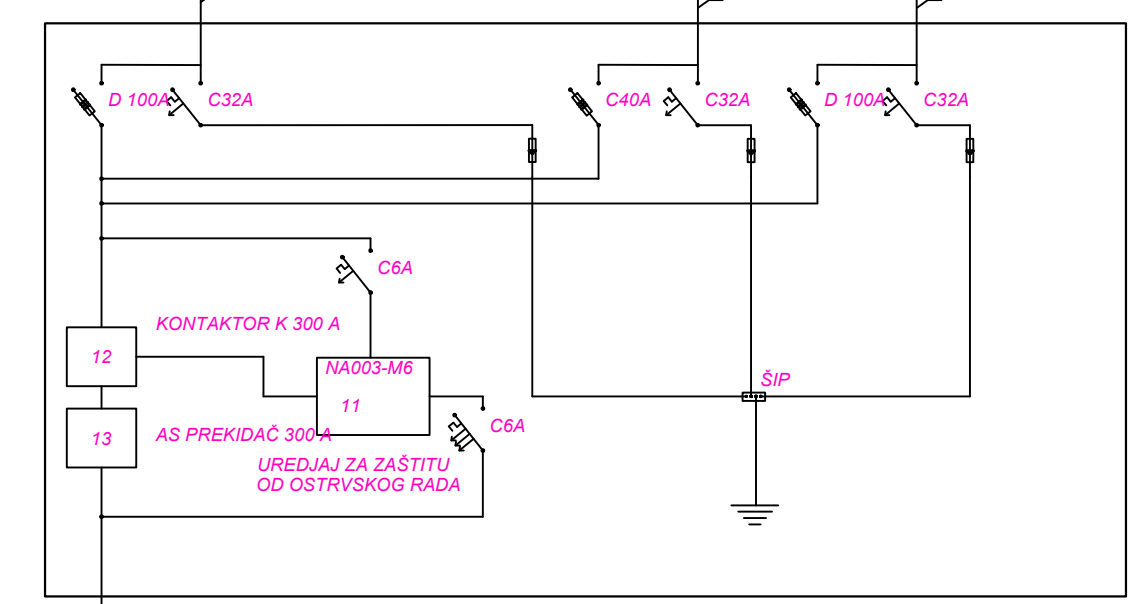 D 100A
C32A
C40A
C32A
D 100A
C32A
C6A
KONTAKTOR K 300 A
12
NA003-M6
11
ŠIP
13
AS PREKIDAČ 300 A
C6A
UREDJAJ ZA ZAŠTITU
OD OSTRVSKOG RADA